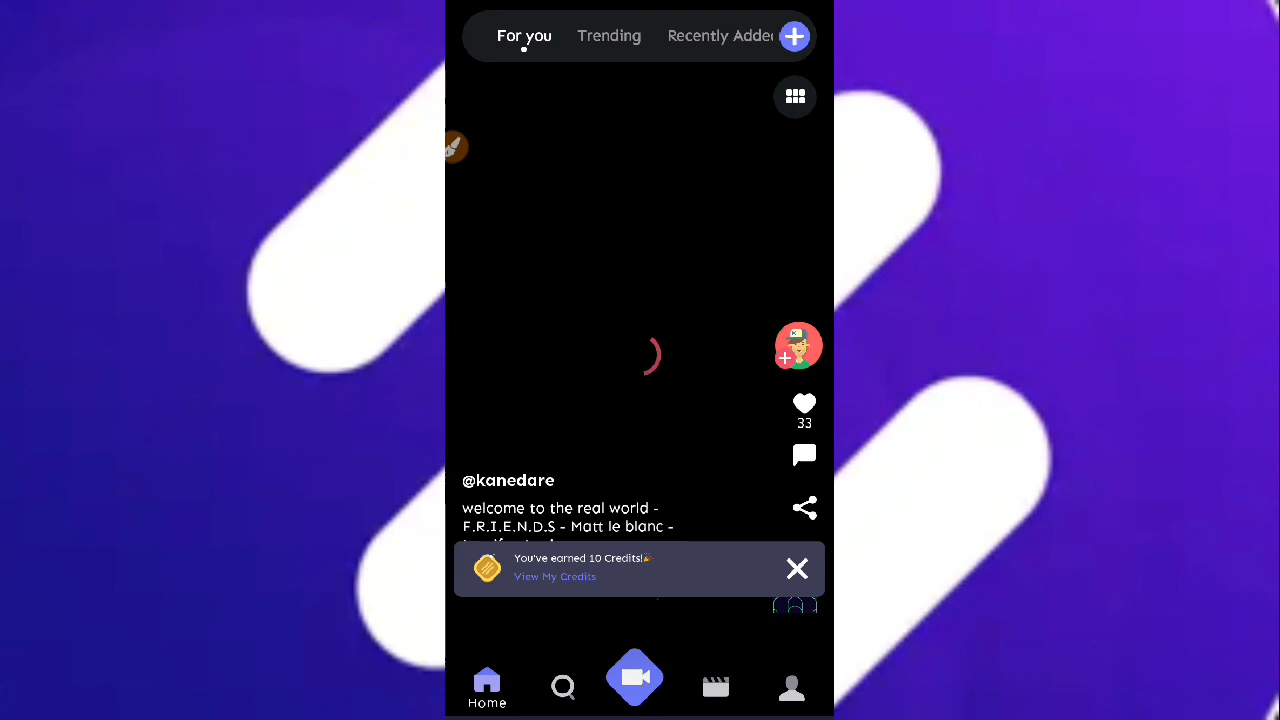 For you Trending Recently Added
33
@kanedare
welcome to the real world -
F.R.I.E.N.D.S - Matt le blanc -
You've earned 10 Credits!🎉
View My Credits
Home